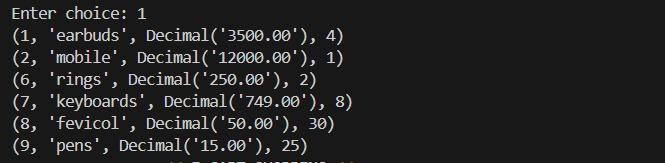 Enter choice: 1
(1, 'earbuds', Decimal('3500.00'), 4)
(2, 'mobile', Decimal('12000.00'), 1)
(6, 'rings', Decimal('250.00'), 2)
(7, 'keyboards', Decimal('749.00'), 8)
(8, 'fevicol', Decimal('50.00'), 30)
(9, 'pens', Decimal('15.00'), 25)